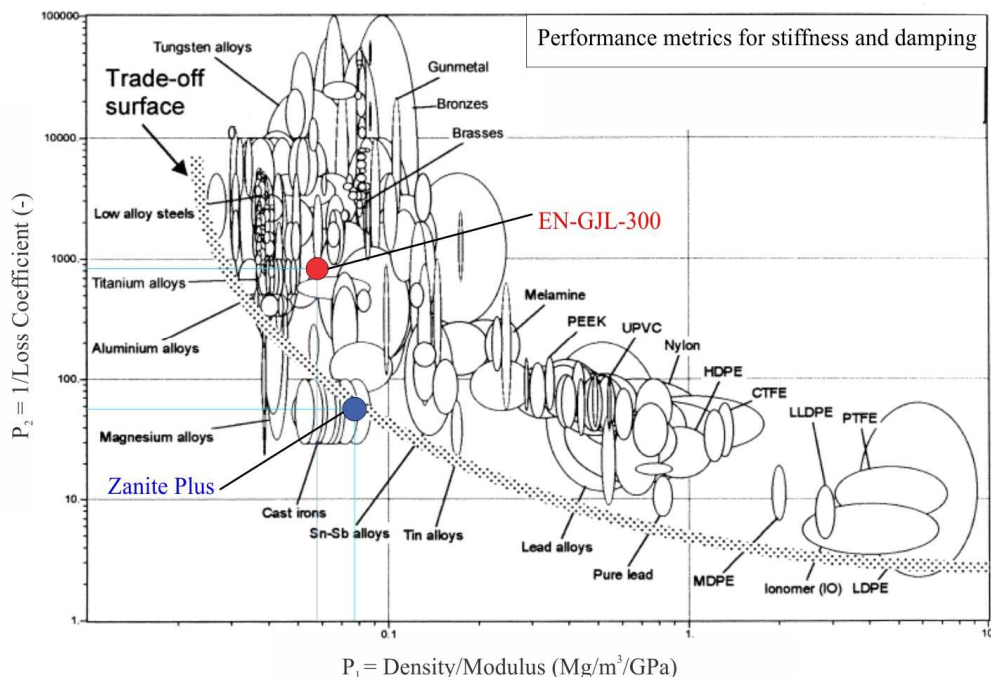 Performance metrics for stiffness and damping
100000
10000.
1000
100.
10.
1.
0.1
1.
10
P2 = 1/Loss Coefficient (-)
P1 = Density/Modulus (Mg/m³/GPa)
Trade-off
surface
Tungsten alloys
Gunmetal
Bronzes
Brasses
Low alloy steels
EN-GJL-300
Titanium alloys
Aluminium alloys
Melamine
PEEK
UPVC
Nylon
HDPE
CTFE
LLDPE
PTFE
Magnesium alloys
Zanite Plus
Cast irons
Sn-Sb alloys
Tin alloys
Lead alloys
Pure lead
MDPE
Ionomer (IO)
LDPE